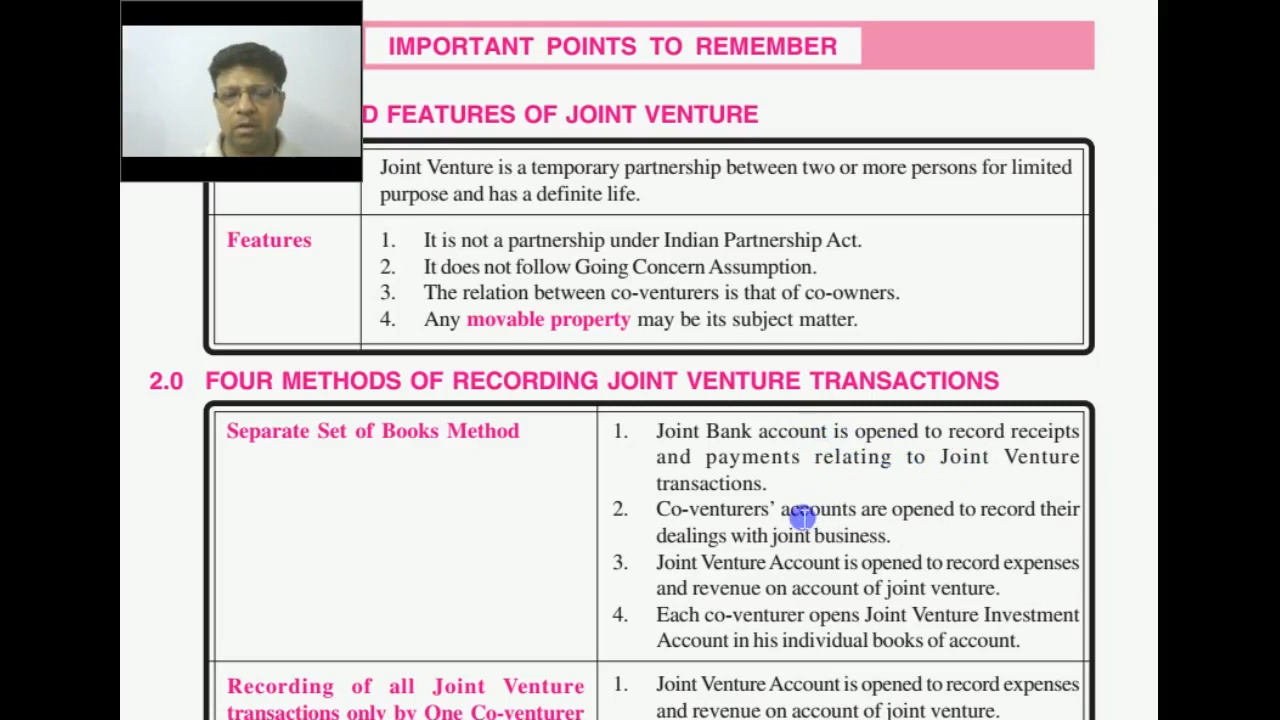 IMPORTANT POINTS TO REMEMBER
D FEATURES OF JOINT VENTURE
Joint Venture is a temporary partnership between two or more persons for limited
purpose and has a definite life.
Features
1. It is not a partnership under Indian Partnership Act.
2. It does not follow Going Concern Assumption.
3. The relation between co-venturers is that of co-owners.
4. Any movable property may be its subject matter.
2.0 FOUR METHODS OF RECORDING JOINT VENTURE TRANSACTIONS
Separate Set of Books Method
1. Joint Bank account is opened to record receipts
and payments relating to Joint Venture
transactions.
2. Co-venturers’ accounts are opened to record their
dealings with joint business.
3. Joint Venture Account is opened to record expenses
and revenue on account of joint venture.
4. Each co-venturer opens Joint Venture Investment
Account in his individual books of account.
Recording of all Joint Venture
transactions only by One Co-venturer
1. Joint Venture Account is opened to record expenses
and revenue on account of joint venture.